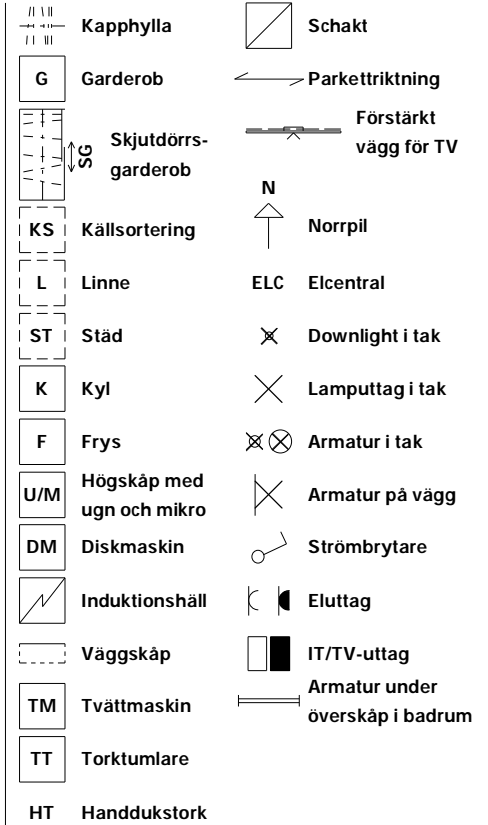 Kapphylla
G Garderob
SG Skjutdörrs-
garderob
KS Källsortering
L Linne
ST Städ
K Kyl
F Frys
U/M Högskåp med
ugn och mikro
DM Diskmaskin
Induktionshäll
Väggskåp
TM Tvättmaskin
TT Torktumlare
HT Handdukstork
Schakt
Parkettriktning
Förstärkt
vägg för TV
N
Norrpil
ELC Elcentral
Downlight i tak
Lamputtag i tak
Armatur i tak
Armatur på vägg
Strömbrytare
Eluttag
IT/TV-uttag
Armatur under
överskåp i badrum